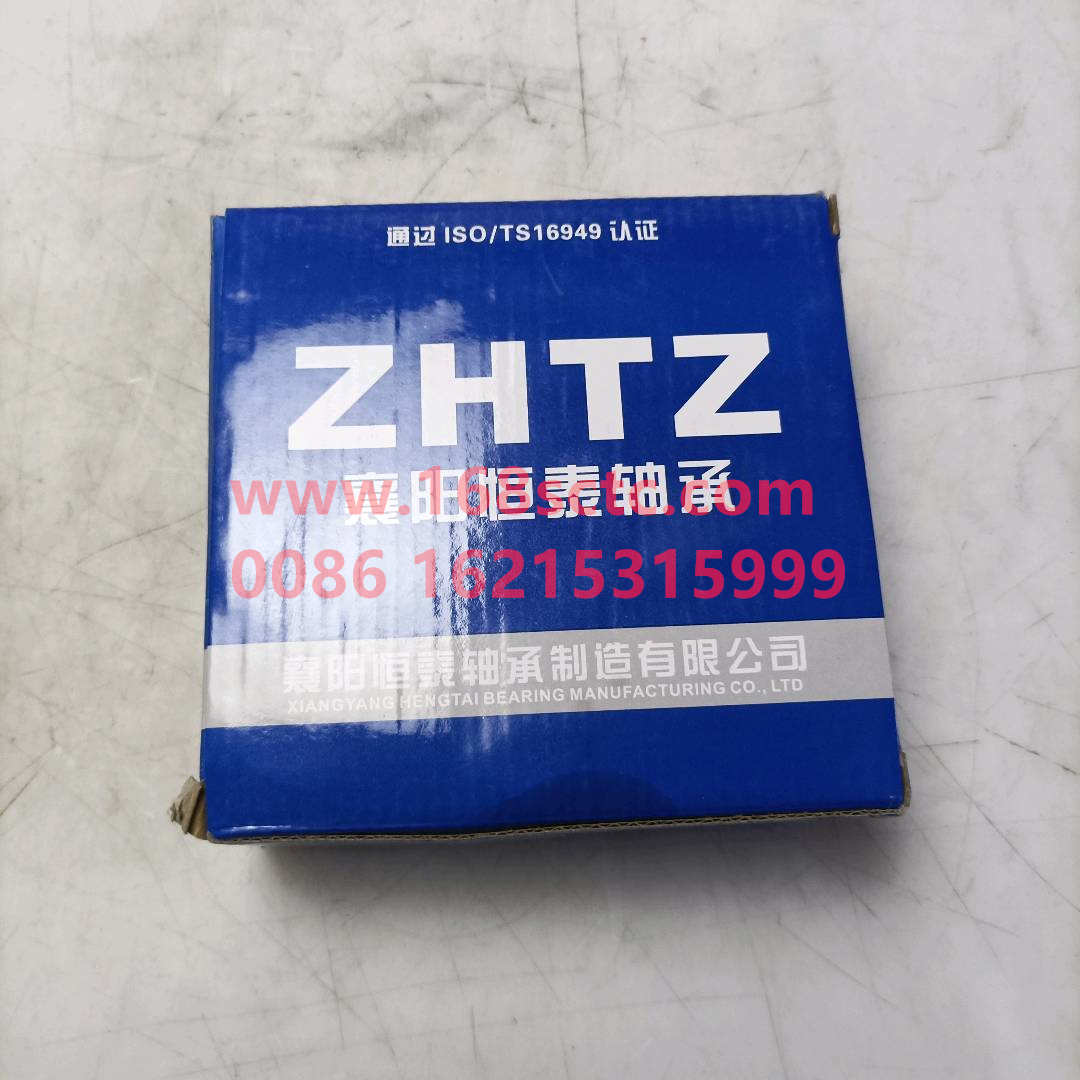 通过 ISO/TS16949 认证
ZHTZ
襄阳恒泰轴承
www.168sctc.com
0086 16215315999
襄阳恒泰轴承制造有限公司
XIANGYANG HENGTAI BEARING MANUFACTURING CO., LTD